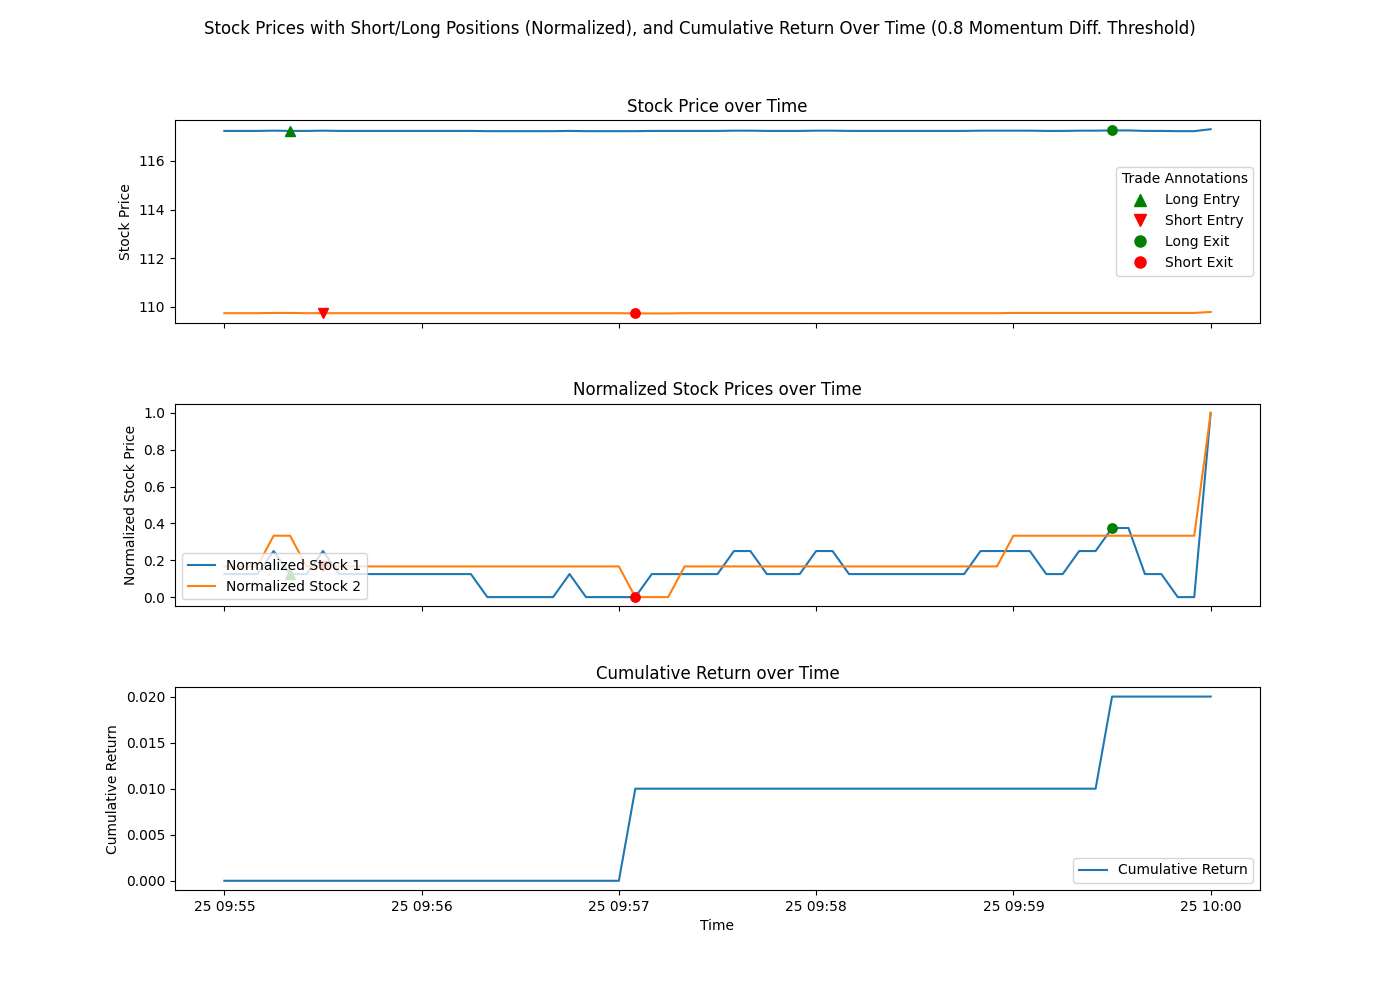 Stock Prices with Short/Long Positions (Normalized), and Cumulative Return Over Time (0.8 Momentum Diff. Threshold)
Stock Price over Time
116
114
112
110
Stock Price
Trade Annotations
Long Entry
Short Entry
Long Exit
Short Exit
Normalized Stock Prices over Time
1.0
0.8
0.6
0.4
0.2
0.0
Normalized Stock Price
Normalized Stock 1
Normalized Stock 2
Cumulative Return over Time
0.020
0.015
0.010
0.005
0.000
Cumulative Return
Cumulative Return
25 09:55 25 09:56 25 09:57 25 09:58 25 09:59 25 10:00
Time